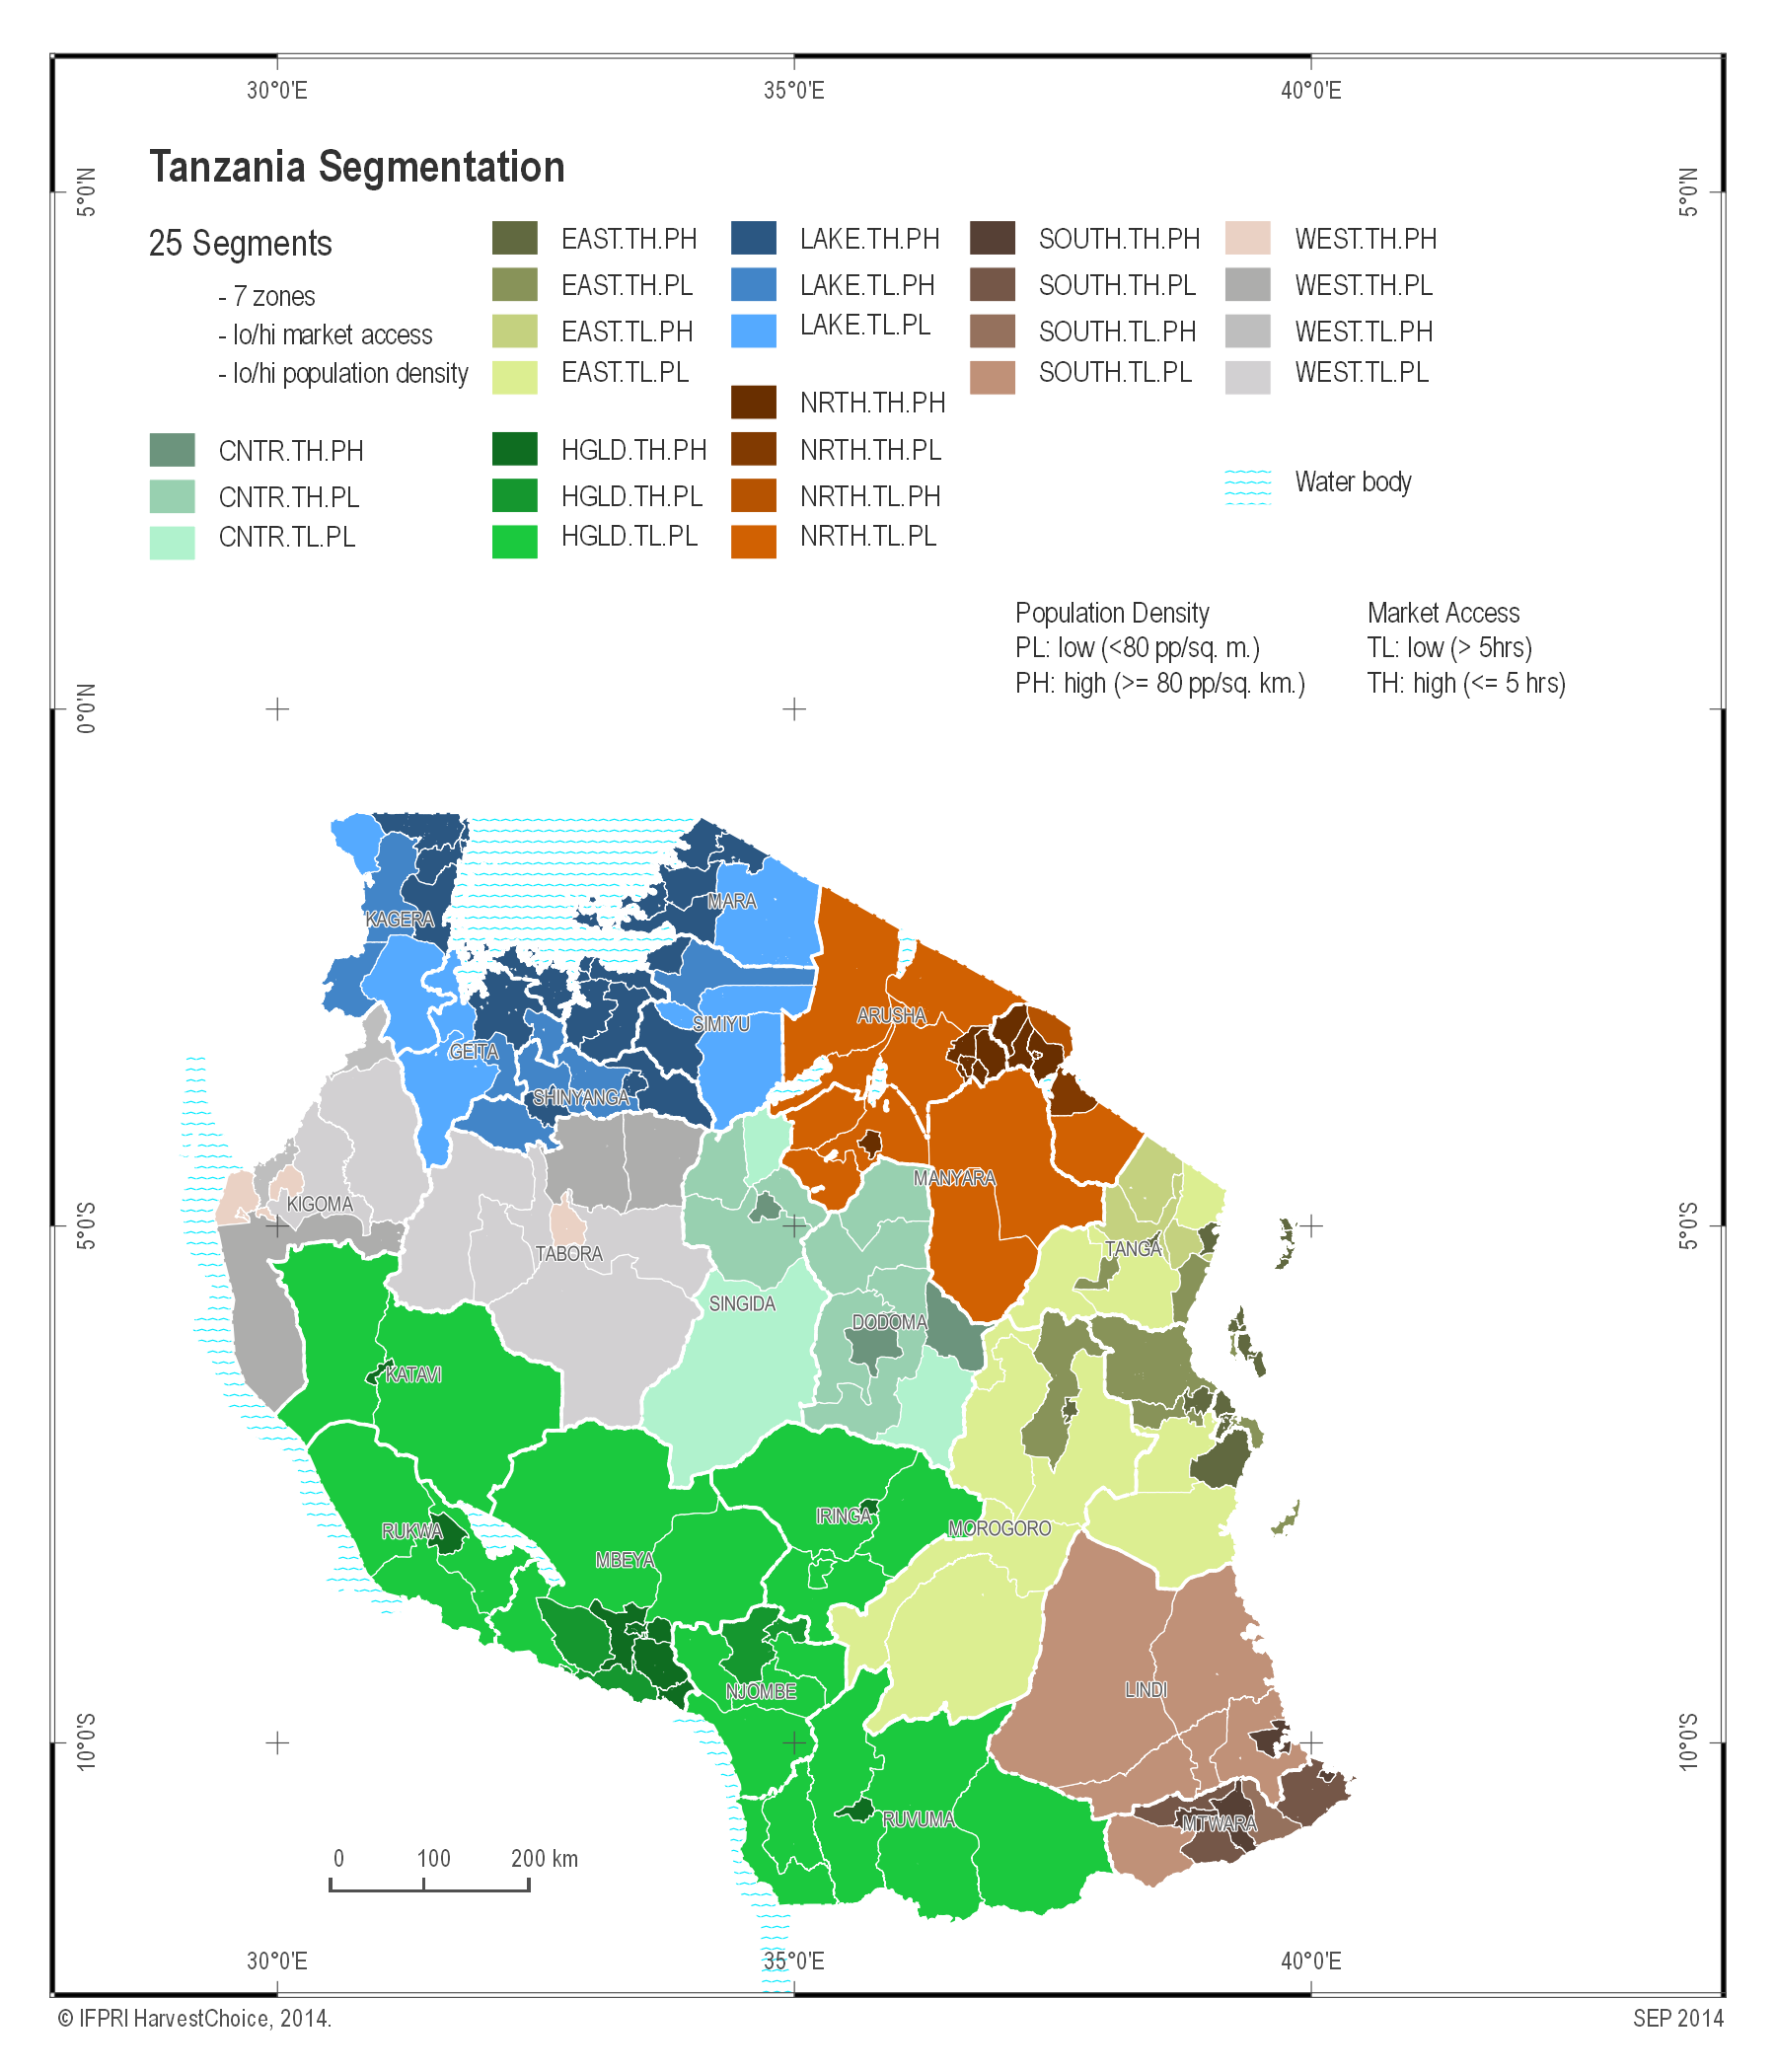 30°0'E 35°0'E 40°0'E
5°0'N 5°0'N
Tanzania Segmentation
25 Segments
- 7 zones
- lo/hi market access
- lo/hi population density
CNTR.TH.PH
CNTR.TH.PL
CNTR.TL.PL
EAST.TH.PH
EAST.TH.PL
EAST.TL.PH
EAST.TL.PL
HGLD.TH.PH
HGLD.TH.PL
HGLD.TL.PL
LAKE.TH.PH
LAKE.TL.PH
LAKE.TL.PL
NRTH.TH.PH
NRTH.TH.PL
NRTH.TL.PH
NRTH.TL.PL
SOUTH.TH.PH
SOUTH.TH.PL
SOUTH.TL.PH
SOUTH.TL.PL
WEST.TH.PH
WEST.TH.PL
WEST.TL.PH
WEST.TL.PL
Water body
Population Density
PL: low (<80 pp/sq. m.)
PH: high (>= 80 pp/sq. km.)
Market Access
TL: low (> 5hrs)
TH: high (<= 5 hrs)
0°0'N
MARA
KAGERA
ARUSHA
SIMIYU
GEITA
SHINYANGA
MANYARA
KIGOMA
5°0'S 5°0'S
TANGA
TABORA
SINGIDA
DODOMA
KATAVI
IRINGA
MOROGORO
RUKWA
MBEYA
LINDI
NJOMBE
10°0'S 10°0'S
RUVUMA
MTWARA
0 100 200 km
30°0'E 35°0'E 40°0'E
© IFPRI HarvestChoice, 2014.
SEP 2014